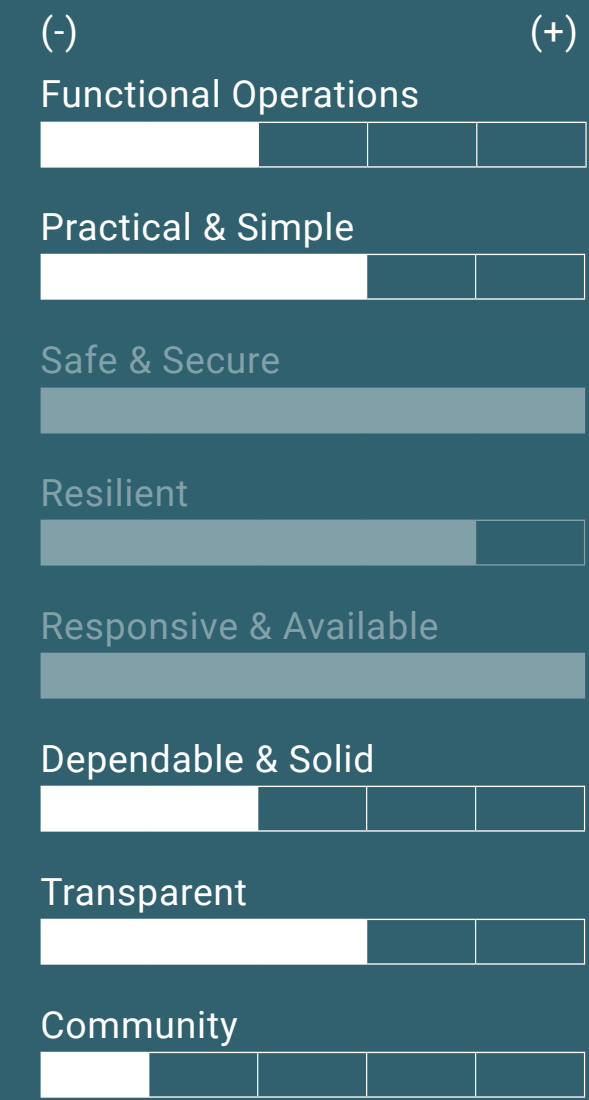 (-) (+)
Functional Operations
Practical & Simple
Safe & Secure
Resilient
Responsive & Available
Dependable & Solid
Transparent
Community